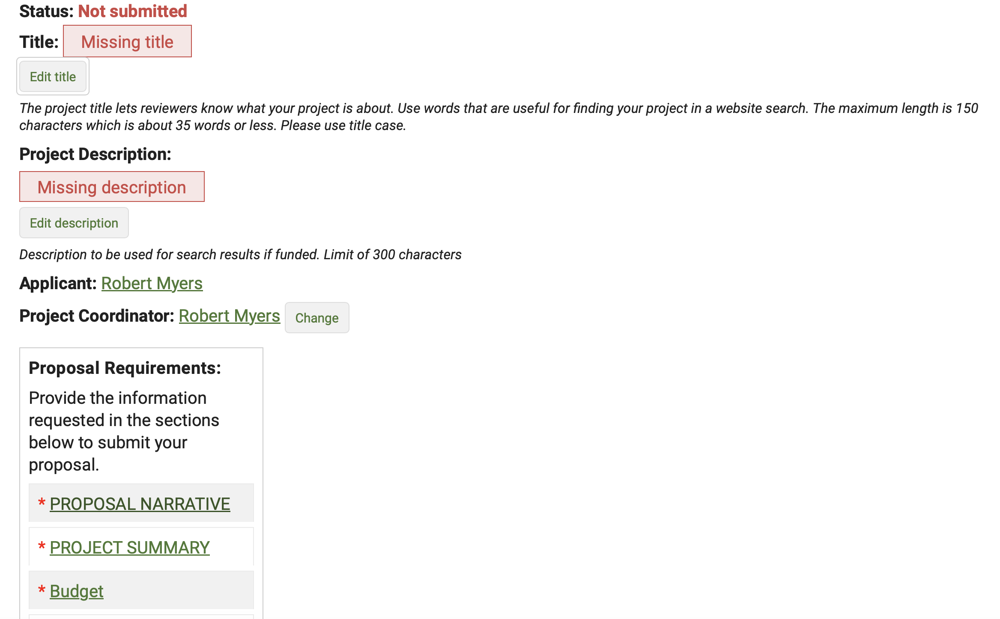 Status: Not submitted
Title: Missing title
Edit title
The project title lets reviewers know what your project is about. Use words that are useful for finding your project in a website search. The maximum length is 150
characters which is about 35 words or less. Please use title case.
Project Description:
Missing description
Edit description
Description to be used for search results if funded. Limit of 300 characters
Applicant: Robert Myers
Project Coordinator: Robert Myers Change
Proposal Requirements:
Provide the information
requested in the sections
below to submit your
proposal.
* PROPOSAL NARRATIVE
* PROJECT SUMMARY
* Budget